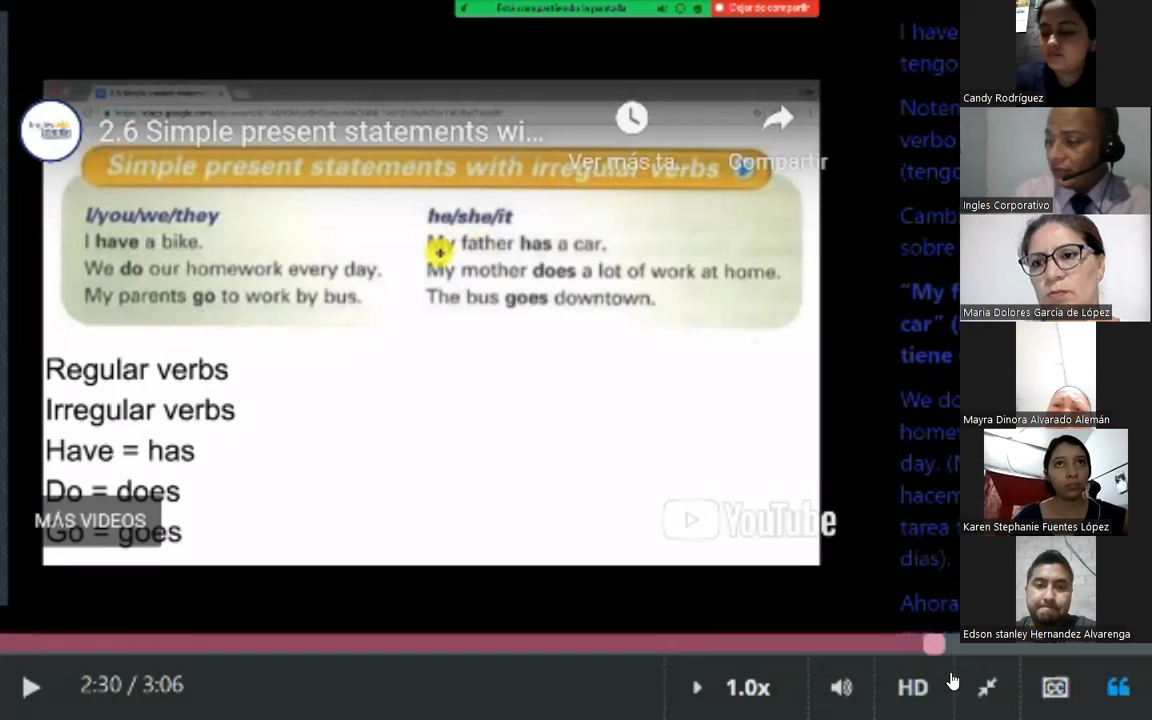 Está compartiendo la pantalla
Dejar de compartir
2.6 Simple present statements wi...
Ver más ta...
Compartir
Simple present statements with irregular verbs
I/you/we/they
he/she/it
I have a bike.
My father has a car.
We do our homework every day.
My mother does a lot of work at home.
My parents go to work by bus.
The bus goes downtown.
Regular verbs
Irregular verbs
Have = has
Do = does
MÁS VIDEOS
Go = goes
YouTube
I have
tengo
Noten
verbo
(tengo
Camb
sobre
"My f
car" (
tiene
We do
home
day. (
hacem
tarea
días).
Ahora
Candy Rodríguez
Ingles Corporativo
Maria Dolores Garcia de López
Mayra Dinora Alvarado Alemán
Karen Stephanie Fuentes López
Edson stanley Hernandez Alvarenga
2:30 / 3:06
1.0x
HD
CC